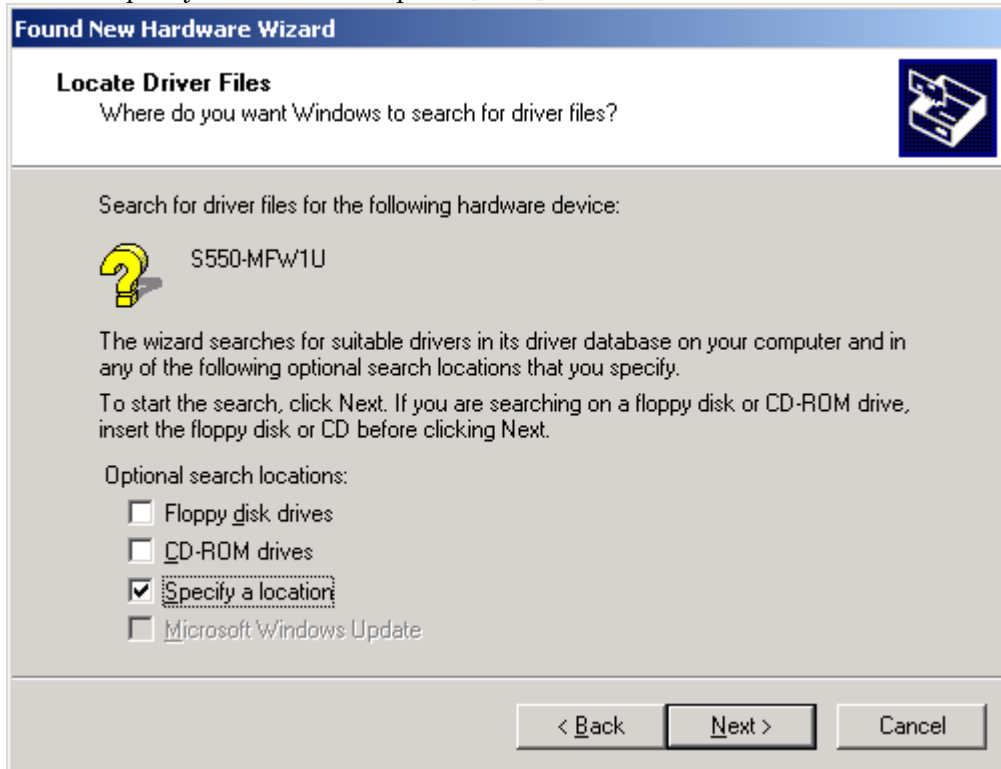 Found New Hardware Wizard
Locate Driver Files
Where do you want Windows to search for driver files?
Search for driver files for the following hardware device:
S550-MFW1U
The wizard searches for suitable drivers in its driver database on your computer and in
any of the following optional search locations that you specify.
To start the search, click Next. If you are searching on a floppy disk or CD-ROM drive,
insert the floppy disk or CD before clicking Next.
Optional search locations:
Floppy disk drives
CD-ROM drives
Specify a location
Microsoft Windows Update
< Back Next > Cancel